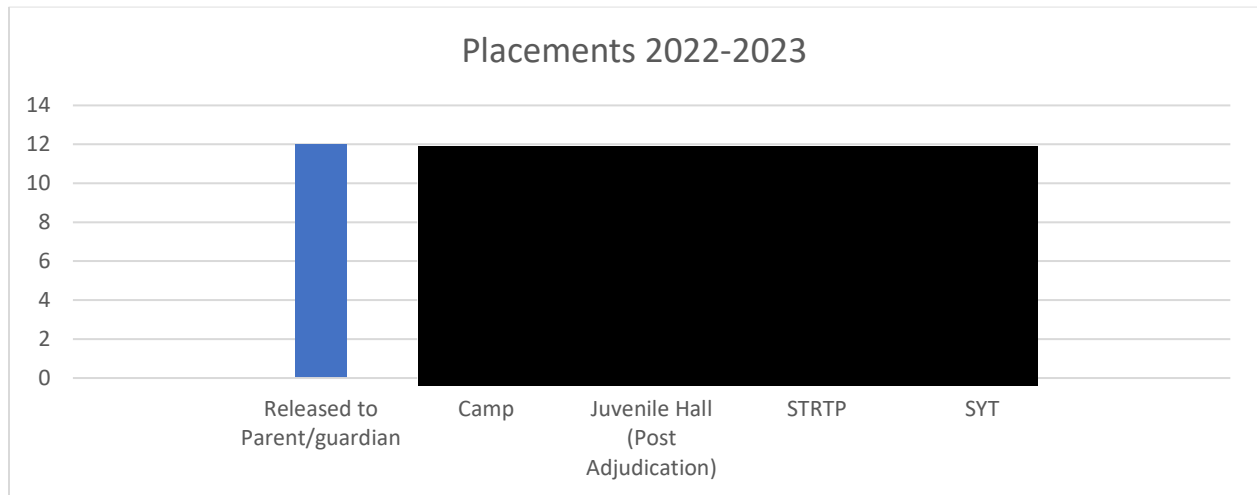 Placements 2022-2023
14
12
10
8
6
4
2
0
Released to
Parent/guardian
Camp
Juvenile Hall
(Post
Adjudication)
STRTP
SYT